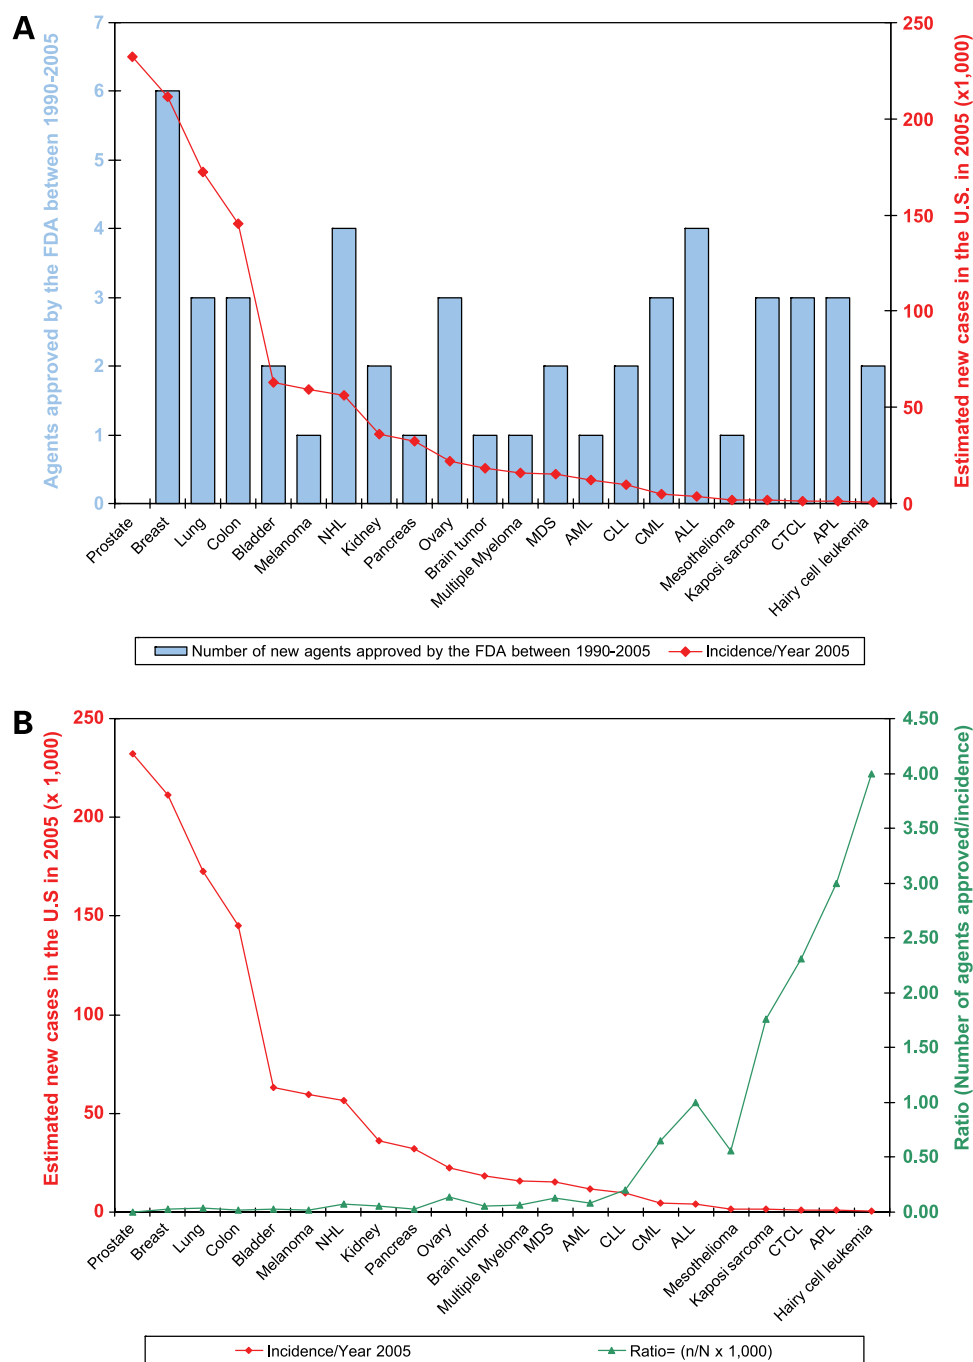 A
Agents approved by the FDA between 1990-2005
7
6
5
4
3
2
1
0
250
200
150
100
50
0
Estimated new cases in the U.S. in 2005 (x1,000)
Prostate
Breast
Lung
Colon
Bladder
Melanoma
NHL
Kidney
Pancreas
Ovary
Brain tumor
Multiple Myeloma
MDS
AML
CLL
CML
ALL
Mesothelioma
Kaposi sarcoma
CTCL
APL
Hairy cell leukemia
Number of new agents approved by the FDA between 1990-2005
Incidence/Year 2005
B
Estimated new cases in the U.S in 2005 (x 1,000)
250
200
150
100
50
0
4.50
4.00
3.50
3.00
2.50
2.00
1.50
1.00
0.50
0.00
Ratio (Number of agents approved/incidence)
Prostate
Breast
Lung
Colon
Bladder
Melanoma
NHL
Kidney
Pancreas
Ovary
Brain tumor
Multiple Myeloma
MDS
AML
CLL
CML
ALL
Mesothelioma
Kaposi sarcoma
CTCL
APL
Hairy cell leukemia
Incidence/Year 2005
Ratio= (n/N x 1,000)